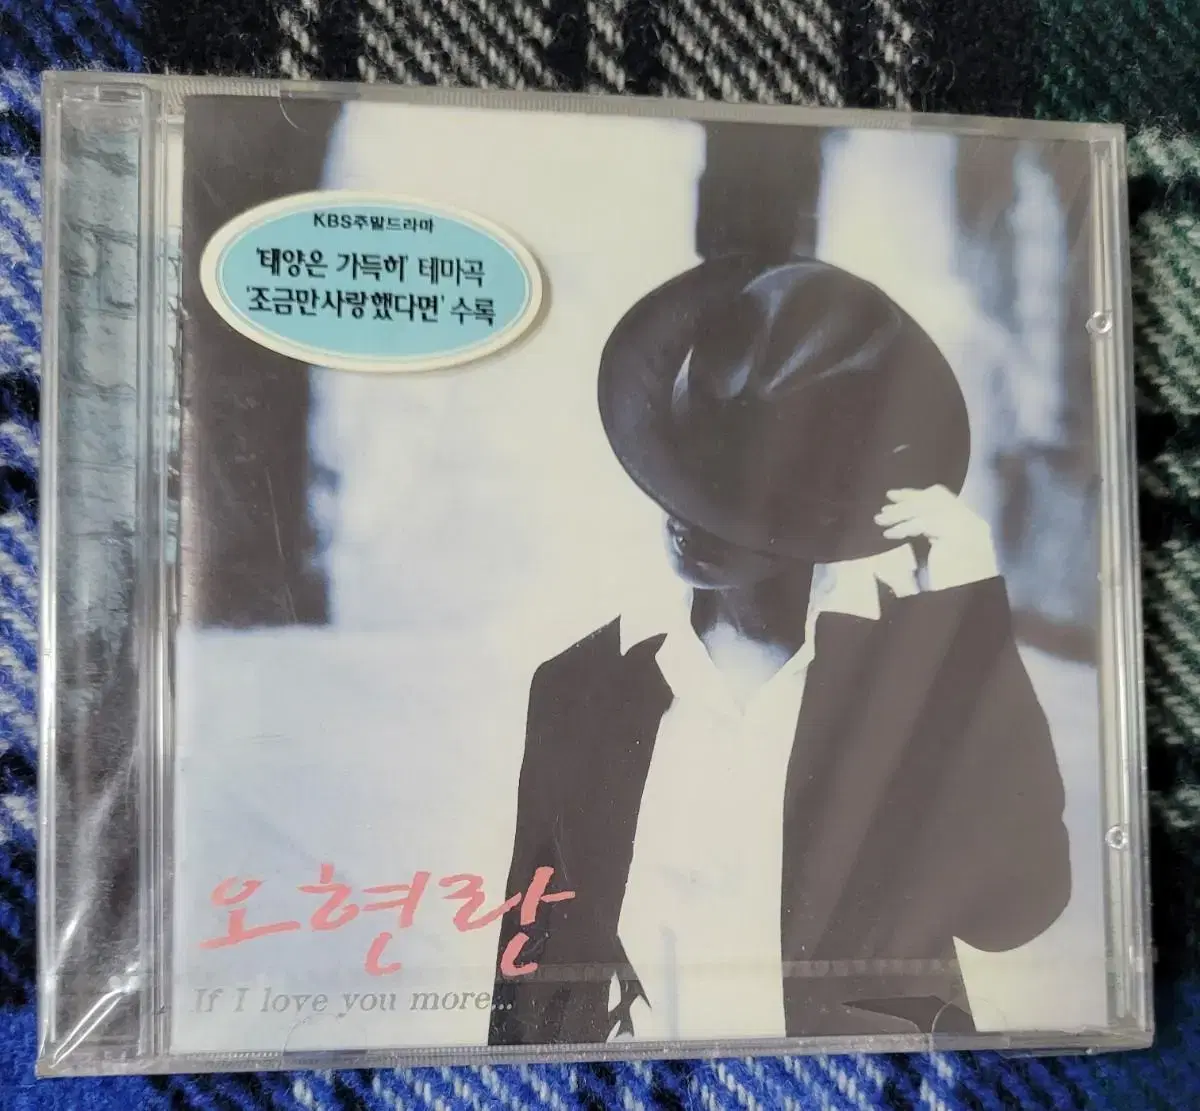 KBS주말드라마
'태양은 가득히' 테마곡
'조금만 사랑했다면' 수록
오현란
If I love you more...